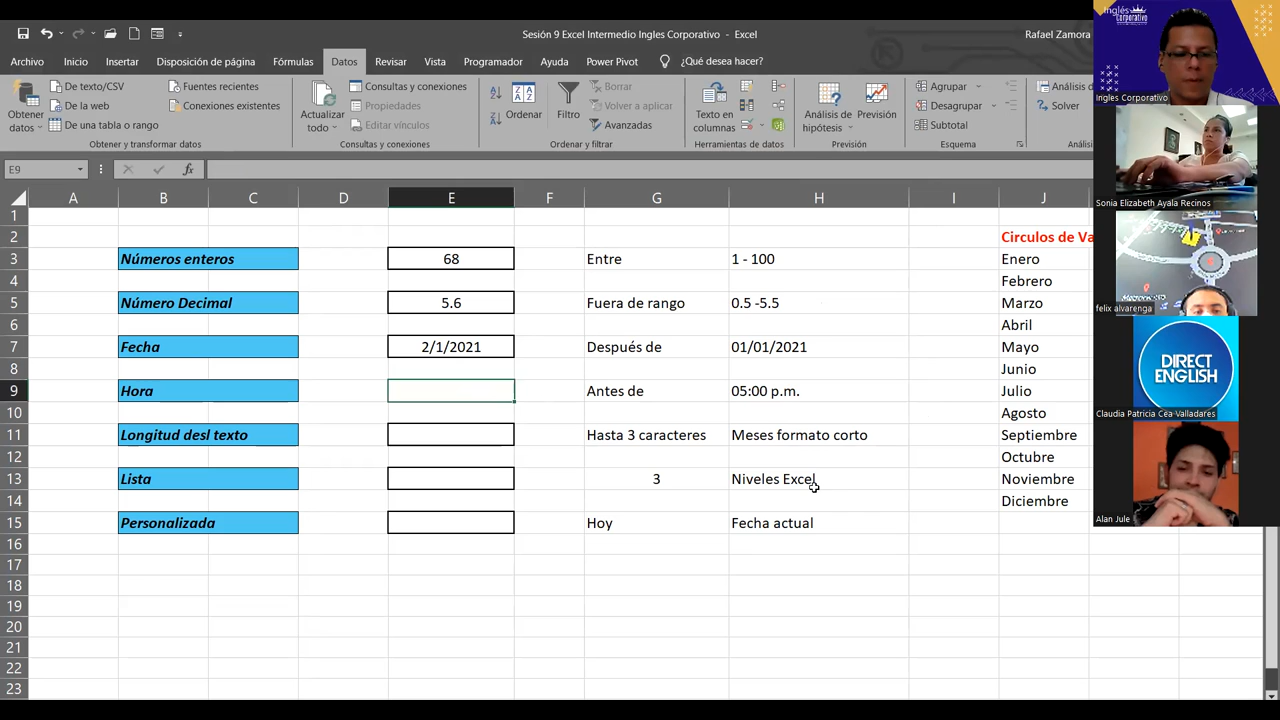 Sesión 9 Excel Intermedio Ingles Corporativo - Excel
Rafael Zamora
Archivo Inicio Insertar Disposición de página Fórmulas Datos Revisar Vista Programador Ayuda Power Pivot ¿Qué desea hacer?
Obtener datos
De texto/CSV
De la web
De una tabla o rango
Fuentes recientes
Conexiones existentes
Obtener y transformar datos
Actualizar todo
Consultas y conexiones
Propiedades
Editar vínculos
Consultas y conexiones
Ordenar
Filtro
Borrar
Volver a aplicar
Avanzadas
Ordenar y filtrar
Texto en columnas
Herramientas de datos
Análisis de hipótesis
Previsión
Previsión
Agrupar
Desagrupar
Subtotal
Esquema
Análisis d
Solver
Anális
E9
fx
A B C D E F G H I J
1
2 Circulos de Va
3 Números enteros 68 Entre 1 - 100 Enero
4 Febrero
5 Número Decimal 5.6 Fuera de rango 0.5 -5.5 Marzo
6 Abril
7 Fecha 2/1/2021 Después de 01/01/2021 Mayo
8 Junio
9 Hora Antes de 05:00 p.m. Julio
10 Agosto
11 Longitud desl texto Hasta 3 caracteres Meses formato corto Septiembre
12 Octubre
13 Lista 3 Niveles Excel Noviembre
14 Diciembre
15 Personalizada Hoy Fecha actual
16
17
18
19
20
21
22
23
Inglés Corporativo
Ingles Corporativo
Sonia Elizabeth Ayala Recinos
felix alvarenga
DIRECT ENGLISH
Claudia Patricia Cea Valladares
Alan Jule